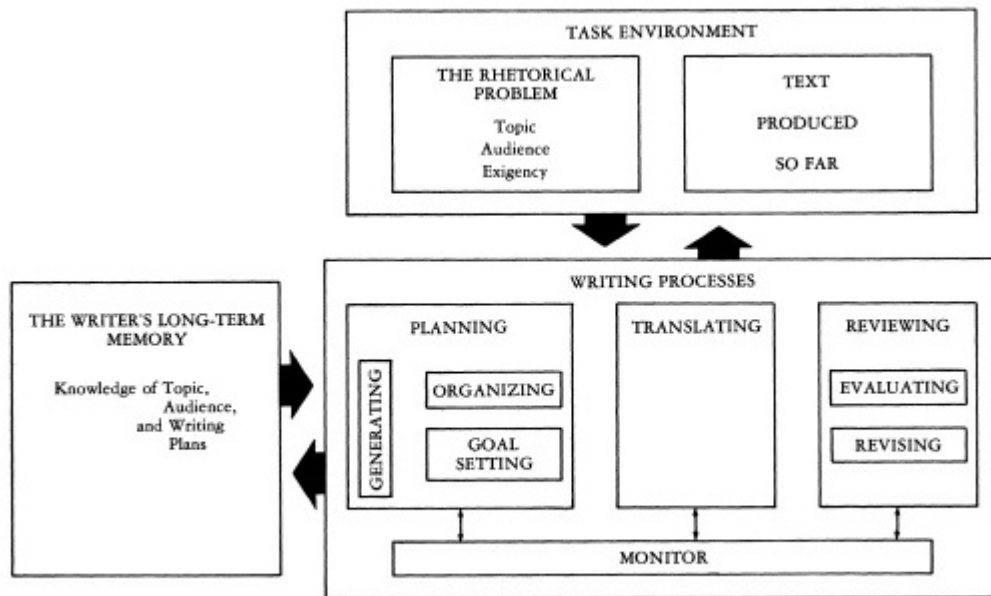 TASK ENVIRONMENT
THE RHETORICAL
PROBLEM
Topic
Audience
Exigency
TEXT
PRODUCED
SO FAR
THE WRITER'S LONG-TERM
MEMORY
Knowledge of Topic,
Audience,
and Writing
Plans
WRITING PROCESSES
PLANNING
GENERATING
ORGANIZING
GOAL
SETTING
TRANSLATING
REVIEWING
EVALUATING
REVISING
MONITOR